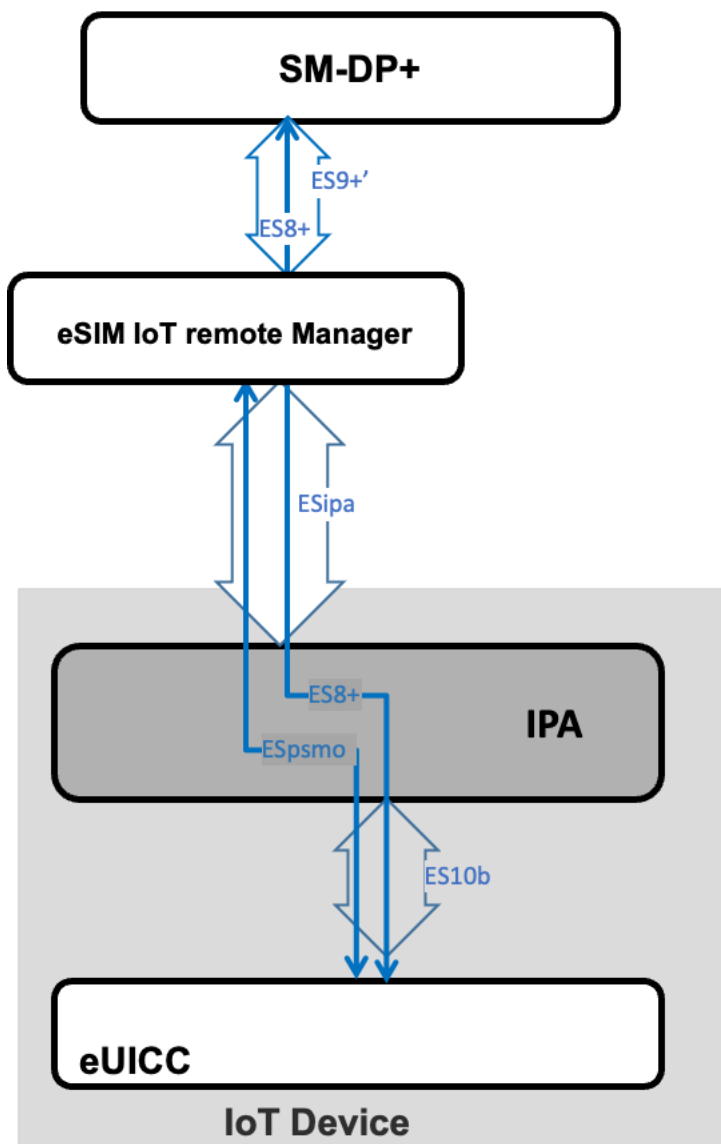 SM-DP+
ES9+’
ES8+
eSIM IoT remote Manager
ESipa
ES8+
IPA
ESpsmo
ES10b
eUICC
IoT Device